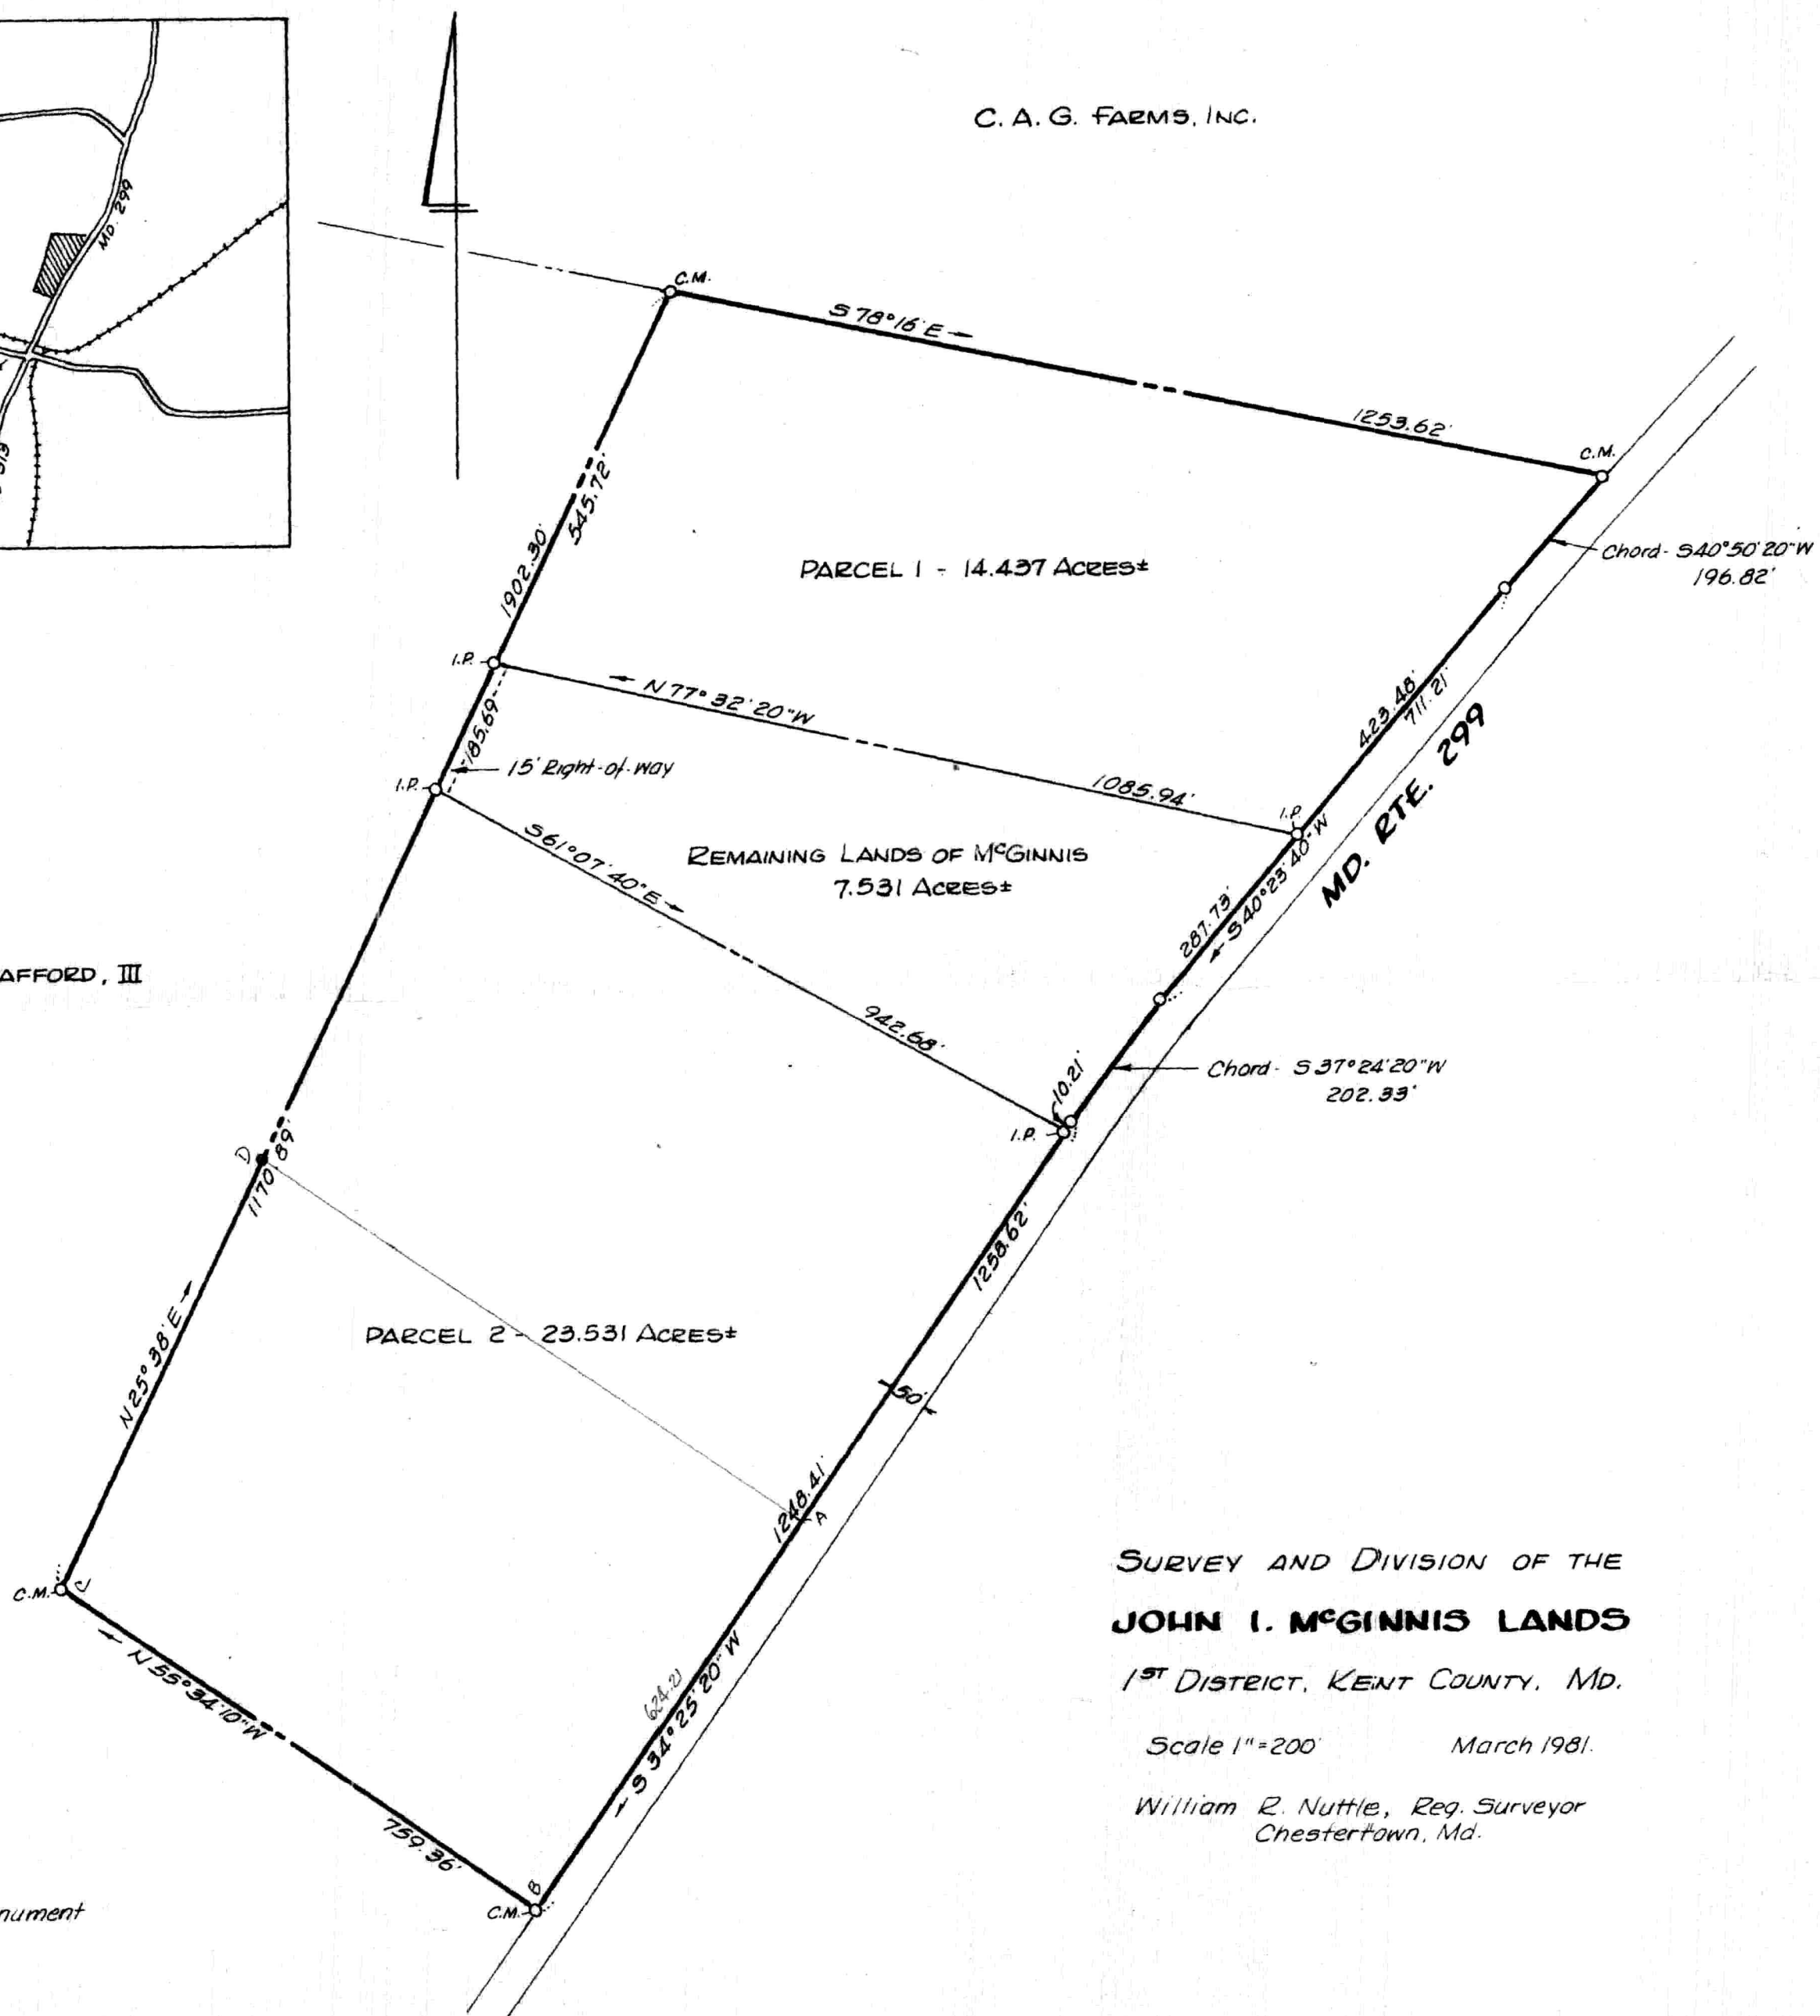 MD. 299
313
C. A. G. FARMS, INC.
C.M.
S 78°16' E
1253.62'
C.M.
Chord - S40°50'20"W
196.82'
545.72'
1902.30'
PARCEL 1 - 14.437 ACRES±
I.P.
N 77°32'20"W
1085.94'
423.48'
711.21'
MD. RTE. 299
185.69'
15' Right-of-way
I.P.
I.P.
S 40°23'40"W
287.73'
S61°07'40"E
942.68'
REMAINING LANDS OF McGINNIS
7.531 ACRES±
AFFORD, III
Chord - S 37°24'20"W
202.33'
10.21'
I.P.
D
1170.89'
1258.62'
N 25°38' E
PARCEL 2 - 23.531 ACRES±
50'
1248.41'
A
C.M.
C
N 55°34'10"W
759.36'
624.21
S 34°25'20"W
B
C.M.
SURVEY AND DIVISION OF THE
JOHN I. McGINNIS LANDS
1ST DISTRICT, KENT COUNTY, MD.
Scale 1"=200' March 1981.
William R. Nuttle, Reg. Surveyor
Chestertown, Md.
nument